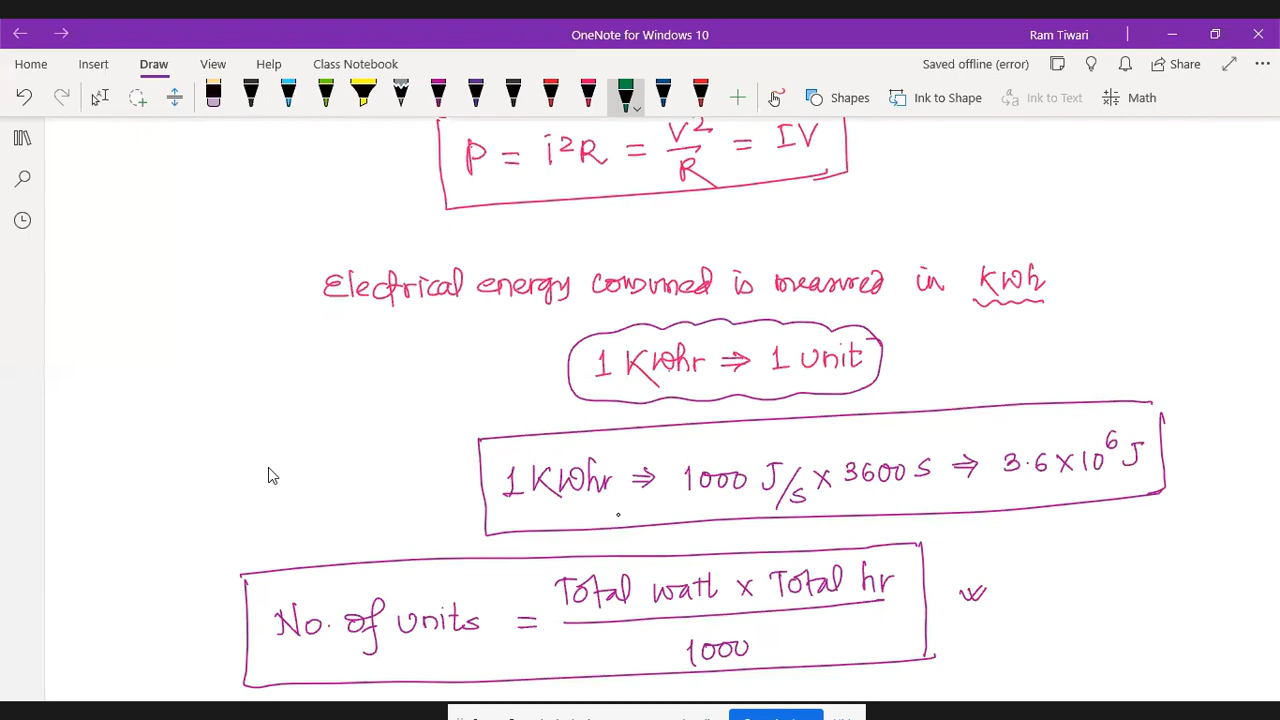 OneNote for Windows 10
Ram Tiwari
Home Insert Draw View Help Class Notebook
Saved offline (error)
Share
Shapes Ink to Shape Ink to Text Math
P = i²R = V²/R = IV
Electrical energy consumed is measured in KWh
1 KWhr ⇒ 1 Unit
1 KWhr ⇒ 1000 J/s × 3600 S ⇒ 3.6 × 10⁶ J
No. of units = Total watt × Total hr
1000